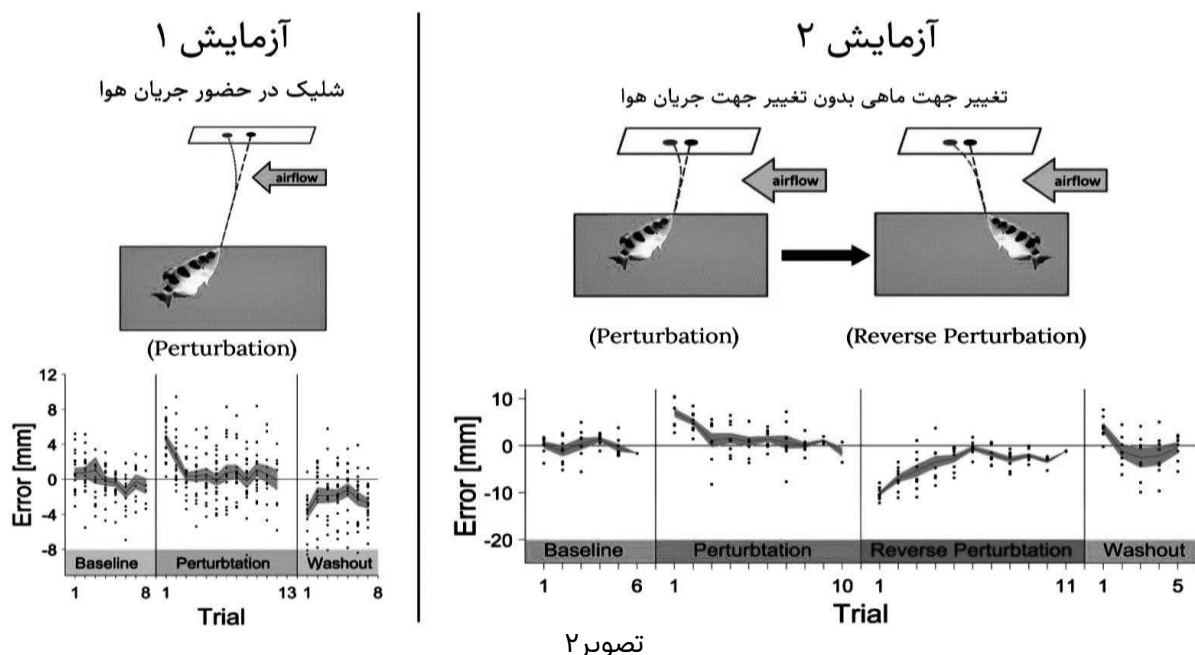 آزمایش ۱
شلیک در حضور جریان هوا
airflow
(Perturbation)
12
8
4
0
-4
-8
Error [mm]
Baseline
Perturbtation
Washout
1 8 1 13 1 8
Trial
آزمایش ۲
تغییر جهت ماهی بدون تغییر جهت جریان هوا
airflow
airflow
(Perturbation)
(Reverse Perturbation)
10
0
-10
-20
Error [mm]
Baseline
Perturbtation
Reverse Perturbtation
Washout
1 6 1 10 1 11 1 5
Trial
تصویر۲